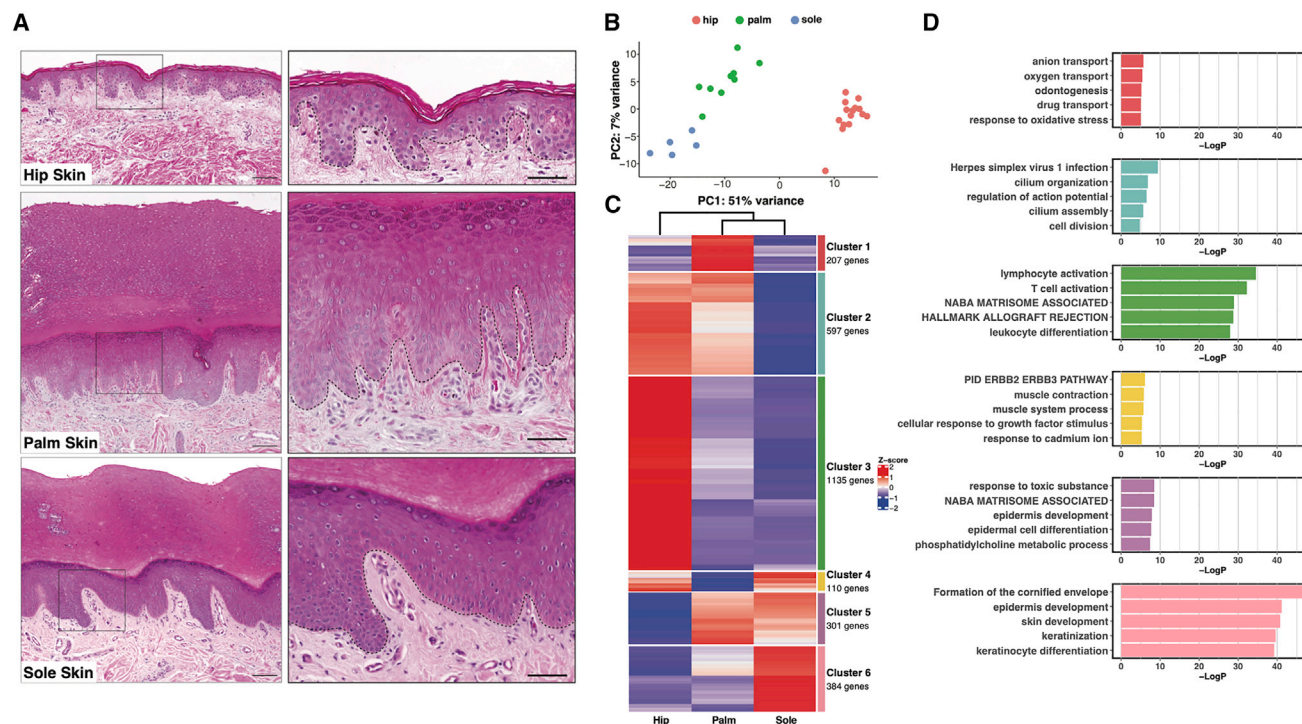 A
Hip Skin
Palm Skin
Sole Skin
B
hip palm sole
PC2: 7% variance
10
5
0
−5
−10
−20 −10 0 10
PC1: 51% variance
C
Cluster 1
207 genes
Cluster 2
597 genes
Cluster 3
1135 genes
Cluster 4
110 genes
Cluster 5
301 genes
Cluster 6
384 genes
Z−score
2
1
0
−1
−2
Hip Palm Sole
D
anion transport
oxygen transport
odontogenesis
drug transport
response to oxidative stress
0 10 20 30 40
−LogP
Herpes simplex virus 1 infection
cilium organization
regulation of action potential
cilium assembly
cell division
0 10 20 30 40
−LogP
lymphocyte activation
T cell activation
NABA MATRISOME ASSOCIATED
HALLMARK ALLOGRAFT REJECTION
leukocyte differentiation
0 10 20 30 40
−LogP
PID ERBB2 ERBB3 PATHWAY
muscle contraction
muscle system process
cellular response to growth factor stimulus
response to cadmium ion
0 10 20 30 40
−LogP
response to toxic substance
NABA MATRISOME ASSOCIATED
epidermis development
epidermal cell differentiation
phosphatidylcholine metabolic process
0 10 20 30 40
−LogP
Formation of the cornified envelope
epidermis development
skin development
keratinization
keratinocyte differentiation
0 10 20 30 40
−LogP